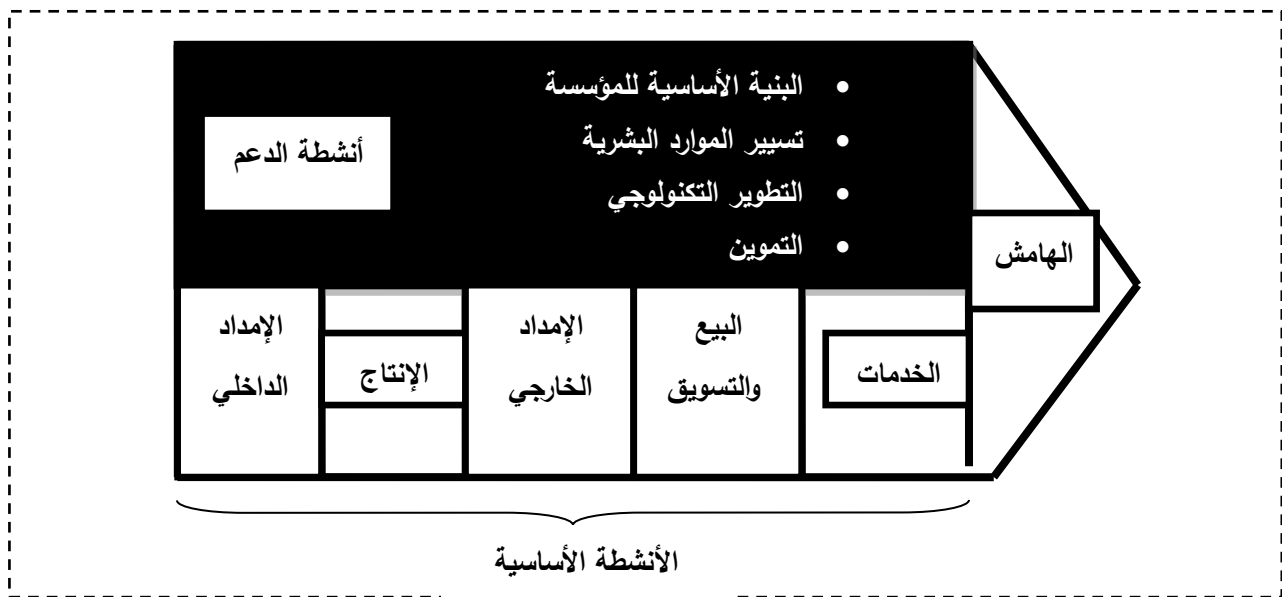 البنية الأساسية للمؤسسة
تسيير الموارد البشرية
التطوير التكنولوجي
التموين
أنشطة الدعم
الهامش
الإمداد
الداخلي
الإنتاج
الإمداد
الخارجي
البيع
والتسويق
الخدمات
الأنشطة الأساسية